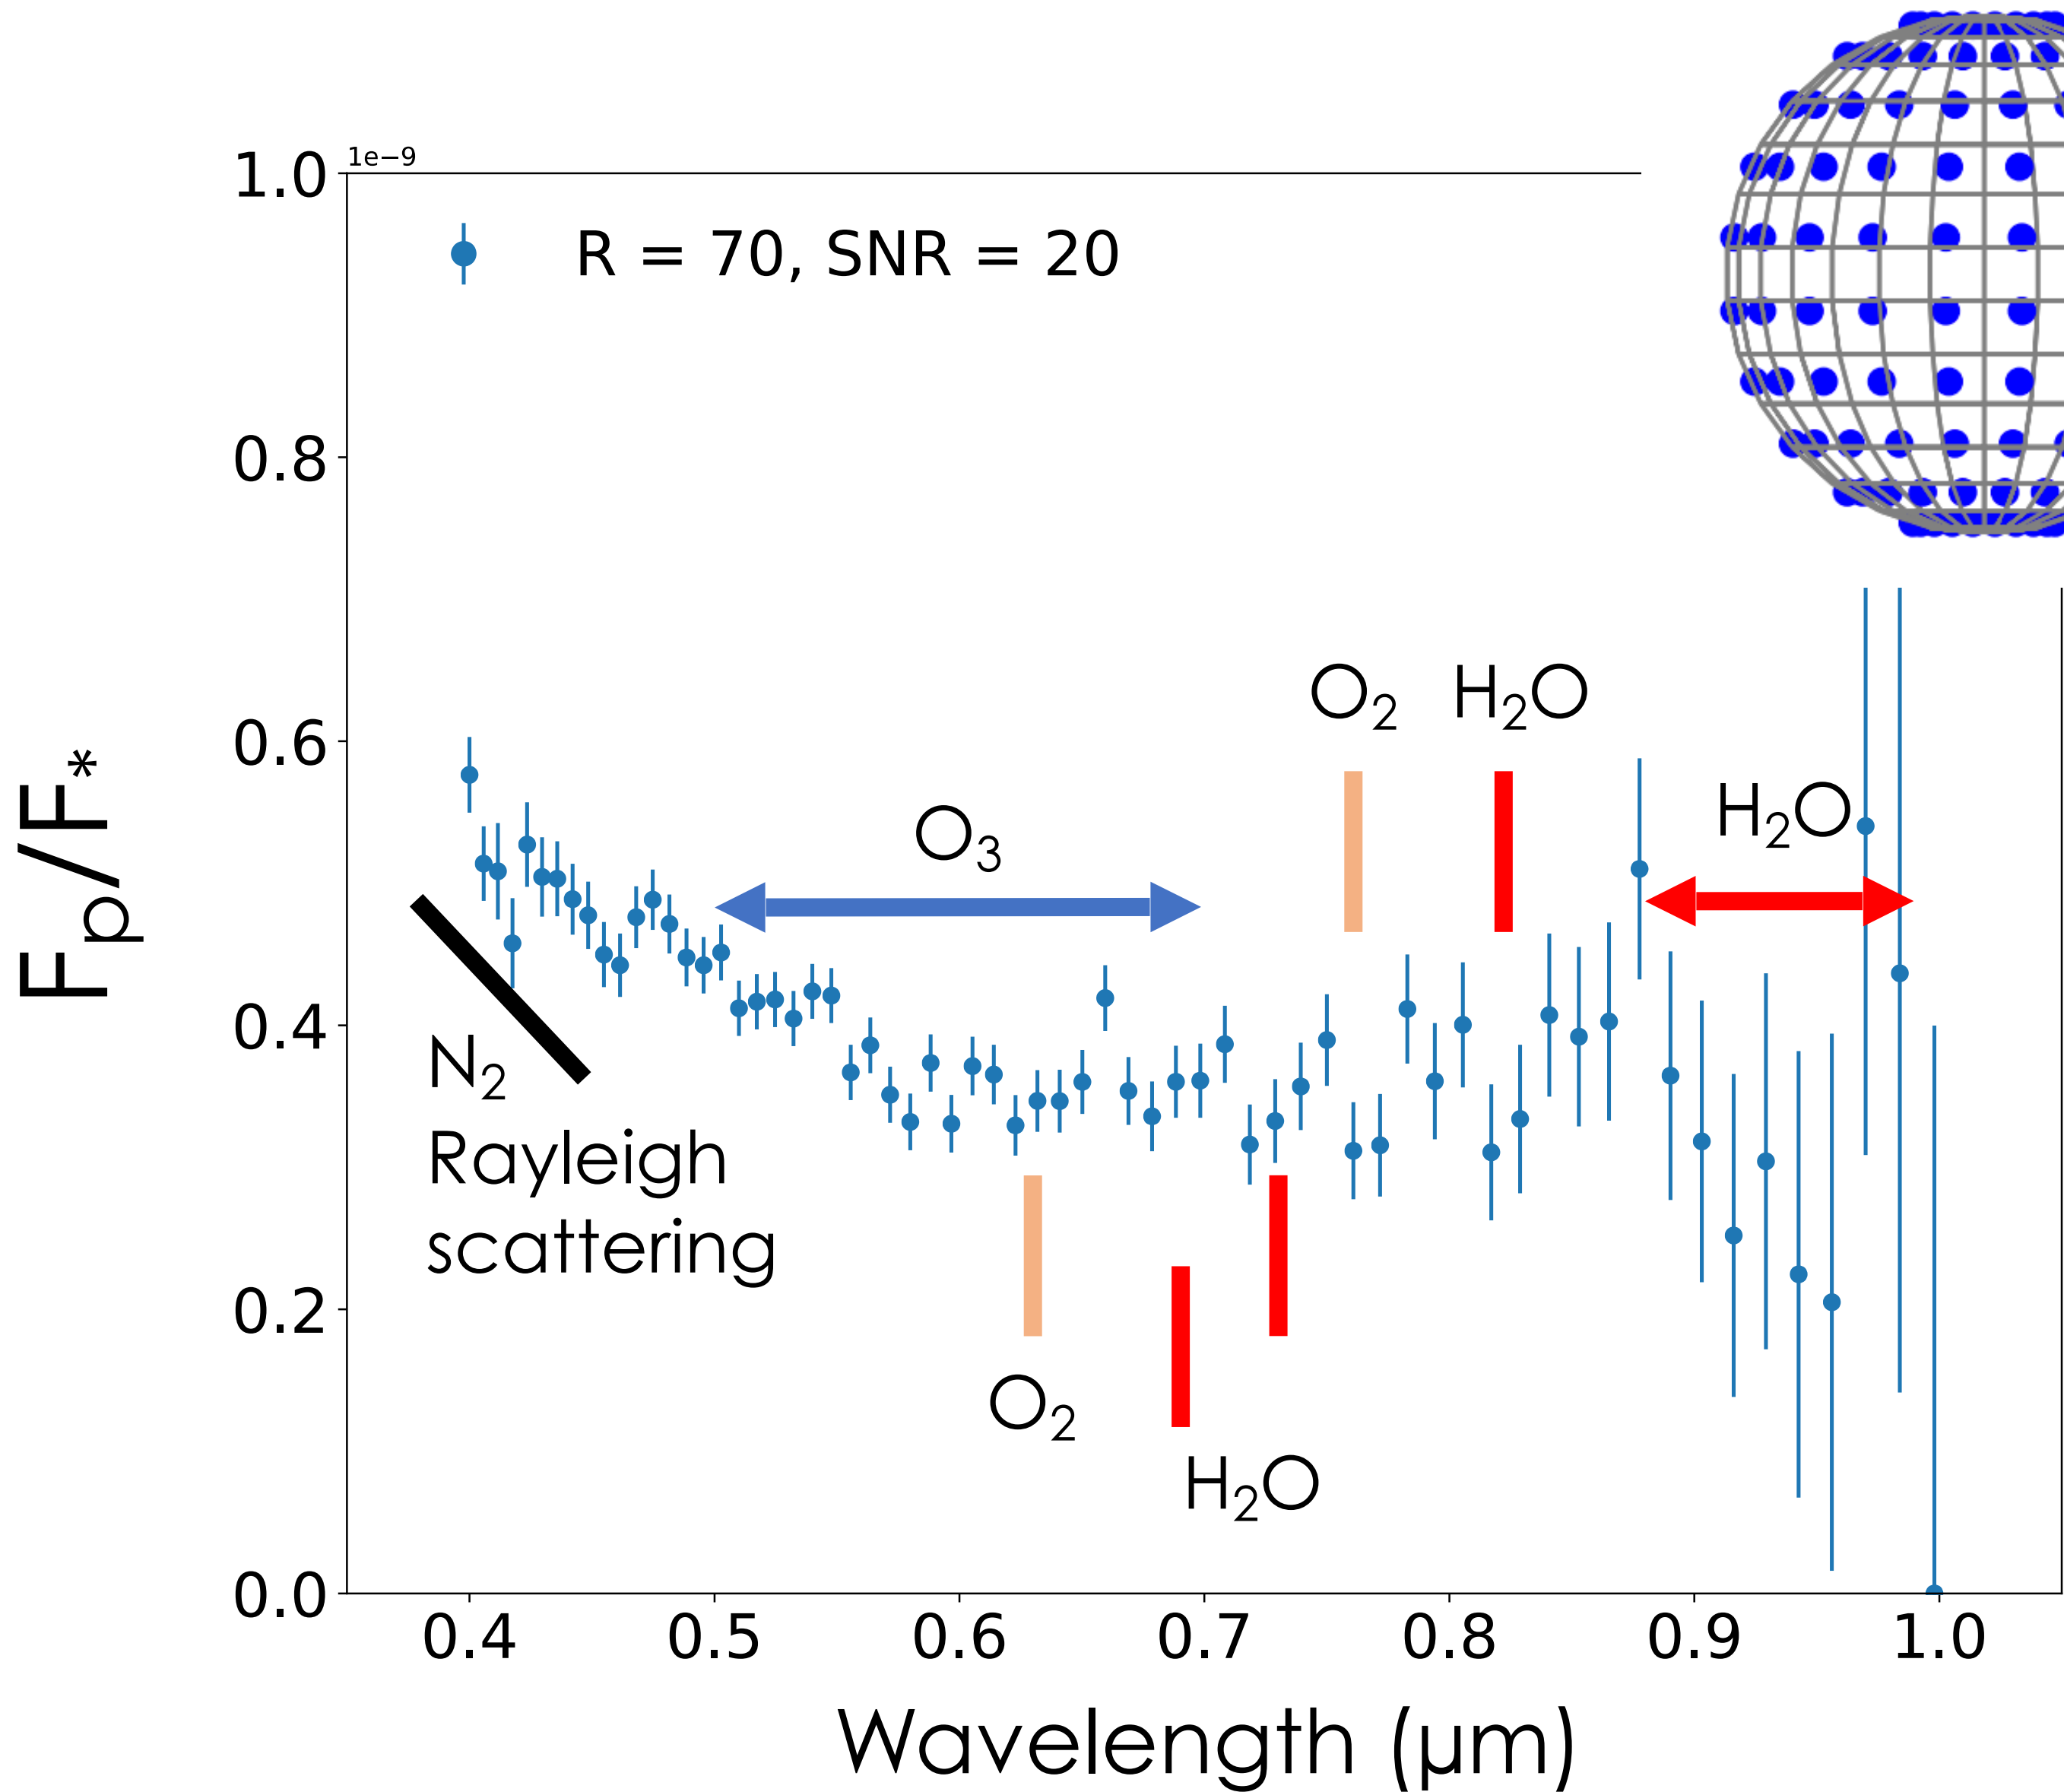 1e−9
1.0
R = 70, SNR = 20
0.8
O2 H2O
0.6
H2O
O3
Fp/F*
0.4
N2
Rayleigh
scattering
0.2
O2
H2O
0.0
0.4 0.5 0.6 0.7 0.8 0.9 1.0
Wavelength (μm)